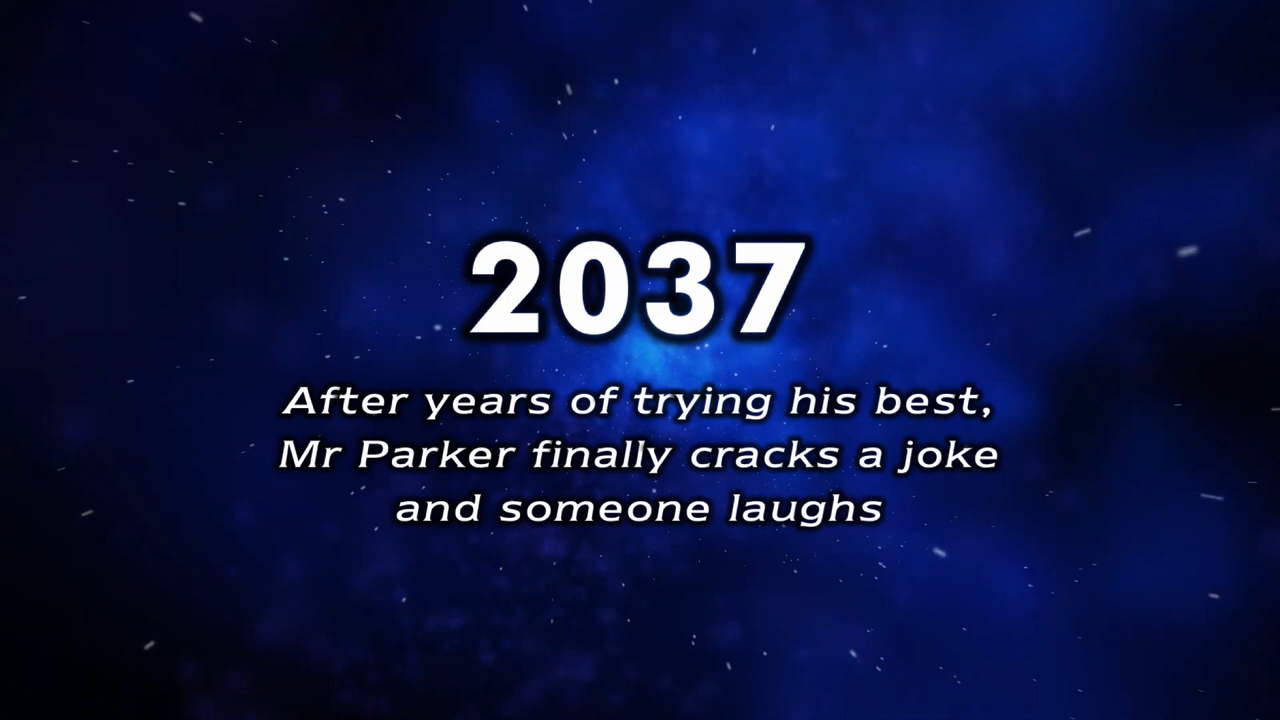 2037
After years of trying his best,
Mr Parker finally cracks a joke
and someone laughs